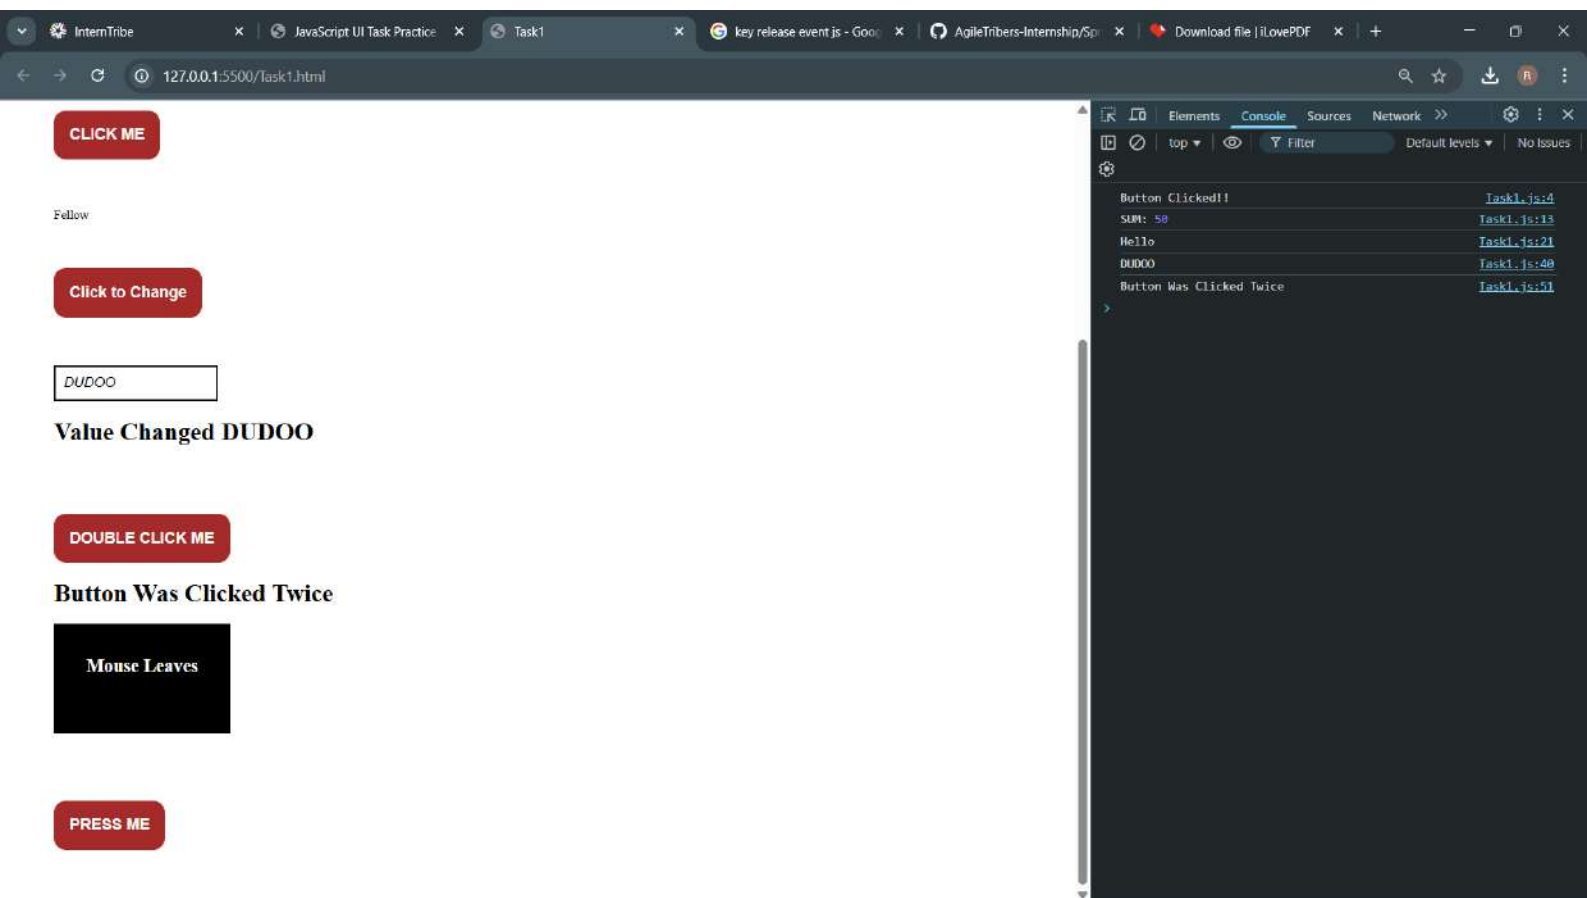 InternTribe
JavaScript UI Task Practice
Task1
key release event js - Goo
AgileTribers-Internship/Sp
Download file | iLovePDF
127.0.0.1:5500/Task1.html
R
CLICK ME
Fellow
Click to Change
DUDOO
Value Changed DUDOO
DOUBLE CLICK ME
Button Was Clicked Twice
Mouse Leaves
PRESS ME
Elements Console Sources Network
top Filter Default levels No Issues
Button Clicked!! Task1.js:4
SUM: 50 Task1.js:13
Hello Task1.js:21
DUDOO Task1.js:40
Button Was Clicked Twice Task1.js:51